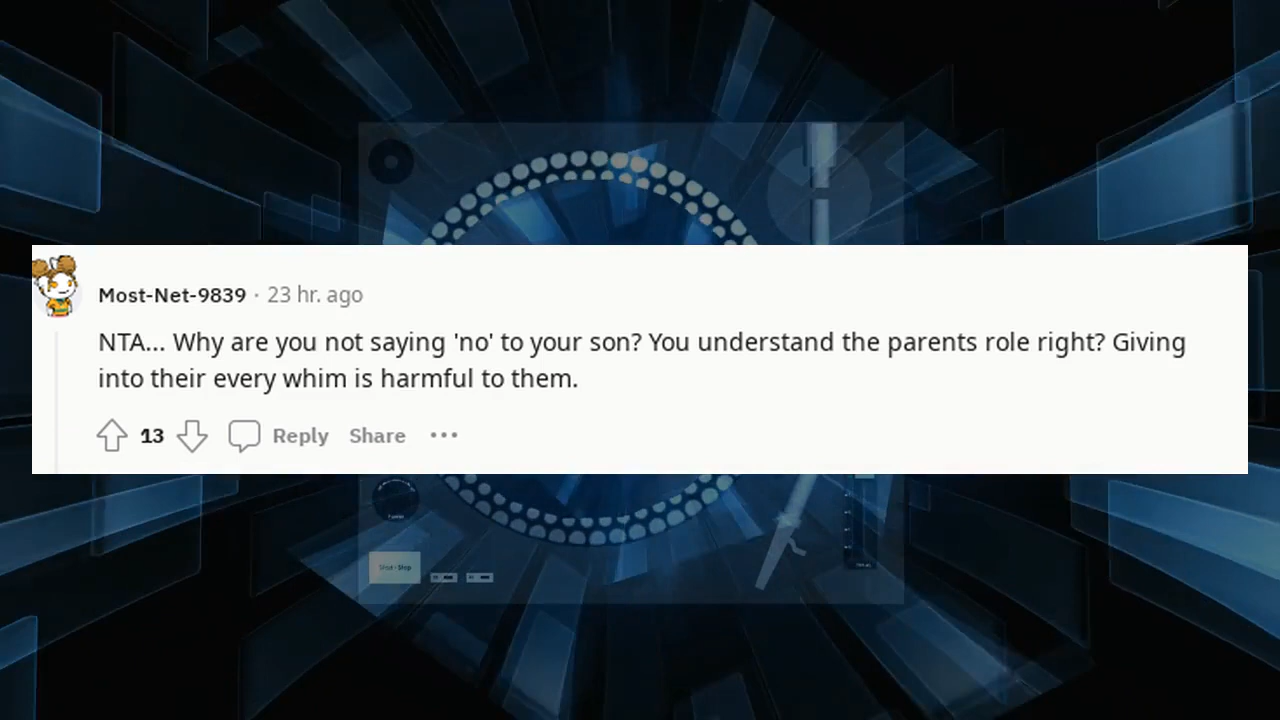 Most-Net-9839 · 23 hr. ago
NTA... Why are you not saying 'no' to your son? You understand the parents role right? Giving
into their every whim is harmful to them.
13 Reply Share •••